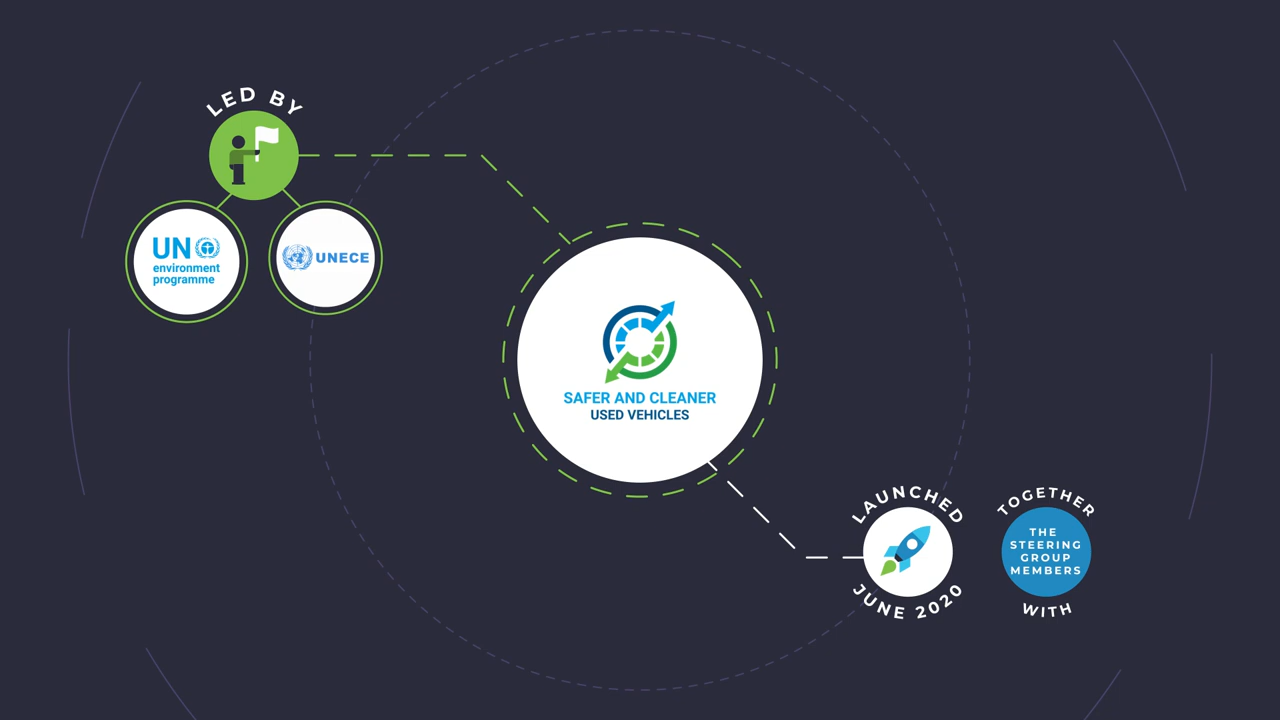 LED BY
UN
environment
programme
UNECE
SAFER AND CLEANER
USED VEHICLES
LAUNCHED
JUNE 2020
TOGETHER
THE
STEERING
GROUP
MEMBERS
WITH